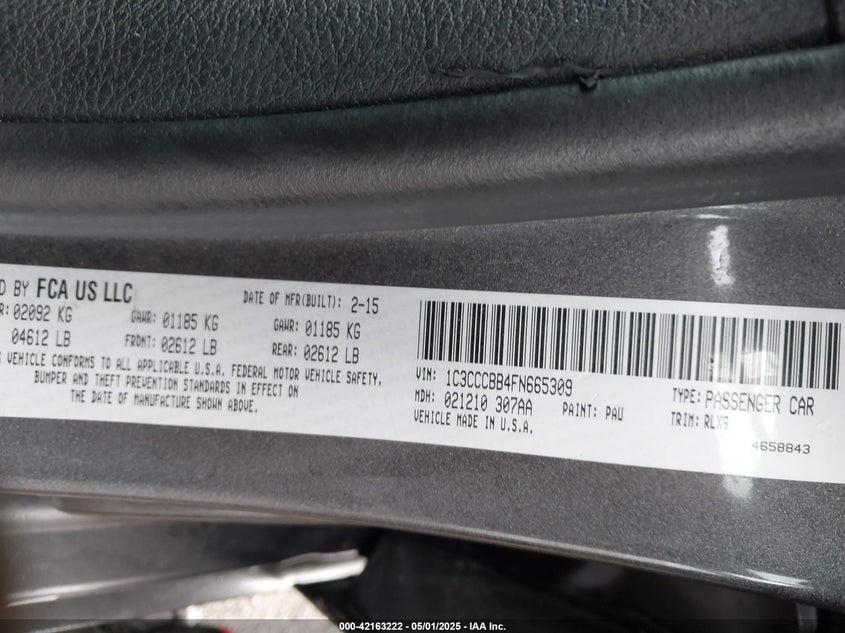 D BY FCA US LLC
DATE OF MFR(BUILT): 2-15
R: 02092 KG
GAWR: 01185 KG
GAWR: 01185 KG
04612 LB
FRONT: 02612 LB
REAR: 02612 LB
VEHICLE CONFORMS TO ALL APPLICABLE U.S.A. FEDERAL MOTOR VEHICLE SAFETY,
BUMPER AND THEFT PREVENTION STANDARDS IN EFFECT ON
THE DATE OF MANUFACTURE SHOWN ABOVE.
VIN: 1C3CCCBB4FN665309
TYPE: PASSENGER CAR
MDH: 021210 307AA
PAINT: PAU
TRIM: RLX9
VEHICLE MADE IN U.S.A.
4658843
000-42163222 - 05/01/2025 - IAA Inc.